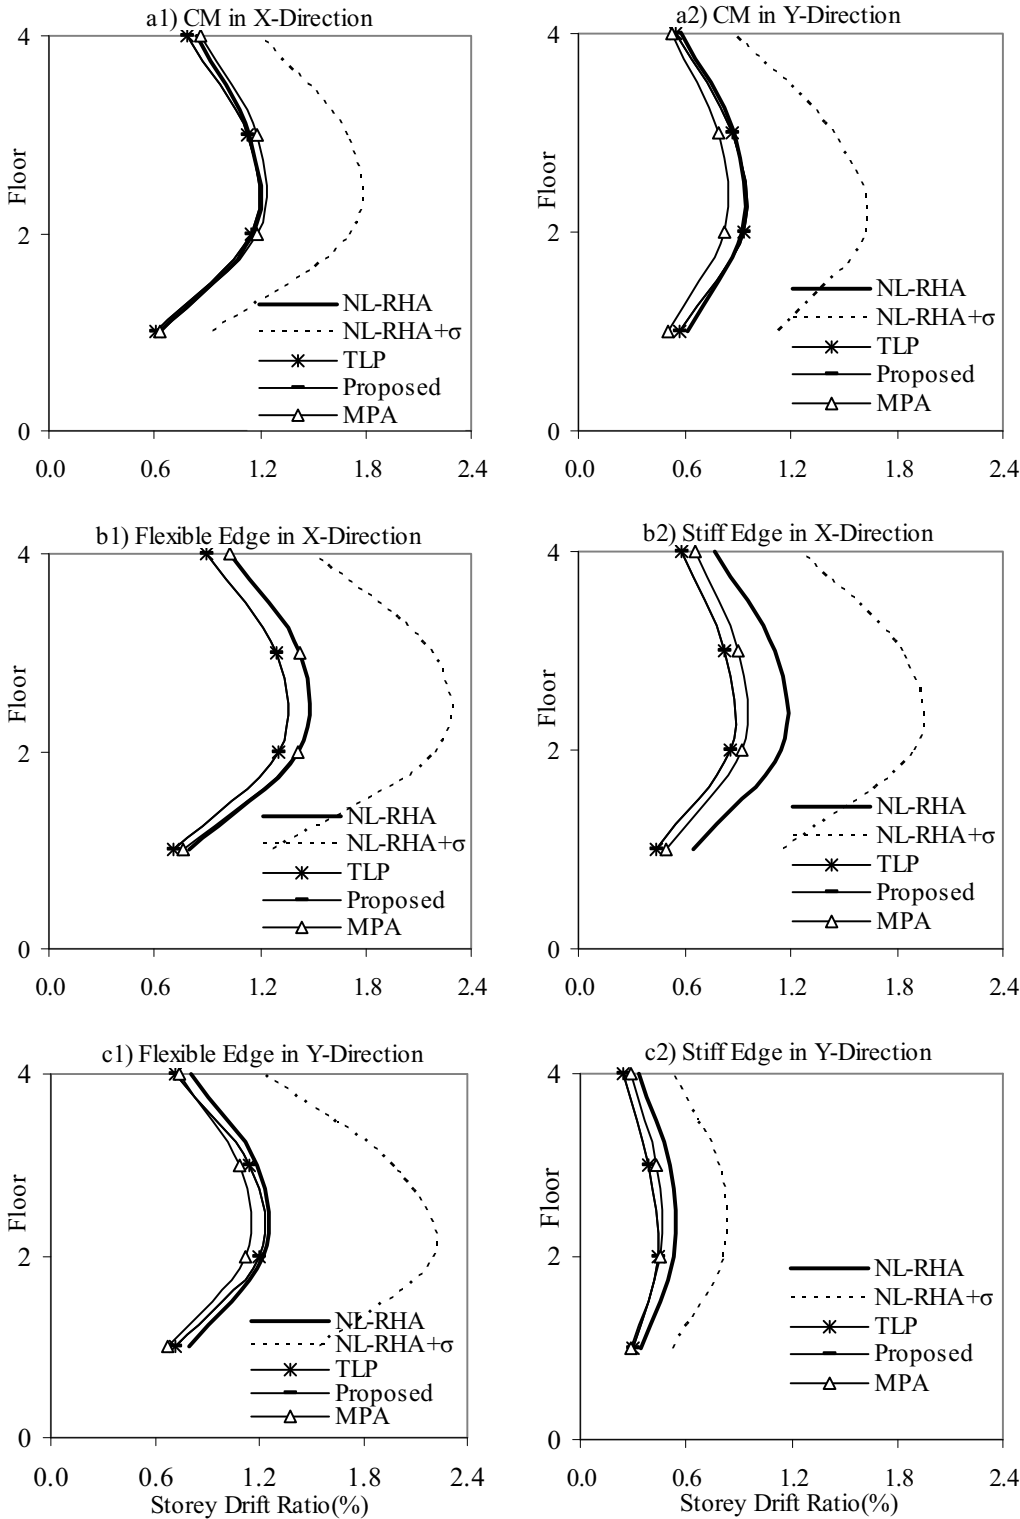 a1) CM in X-Direction
4
2
0
Floor
NL-RHA
NL-RHA+σ
TLP
Proposed
MPA
0.0 0.6 1.2 1.8 2.4
a2) CM in Y-Direction
4
2
0
Floor
NL-RHA
NL-RHA+σ
TLP
Proposed
MPA
0.0 0.6 1.2 1.8 2.4
b1) Flexible Edge in X-Direction
4
2
0
Floor
NL-RHA
NL-RHA+σ
TLP
Proposed
MPA
0.0 0.6 1.2 1.8 2.4
b2) Stiff Edge in X-Direction
4
2
0
Floor
NL-RHA
NL-RHA+σ
TLP
Proposed
MPA
0.0 0.6 1.2 1.8 2.4
c1) Flexible Edge in Y-Direction
4
2
0
Floor
NL-RHA
NL-RHA+σ
TLP
Proposed
MPA
0.0 0.6 1.2 1.8 2.4
Storey Drift Ratio(%)
c2) Stiff Edge in Y-Direction
4
2
0
Floor
NL-RHA
NL-RHA+σ
TLP
Proposed
MPA
0.0 0.6 1.2 1.8 2.4
Storey Drift Ratio(%)